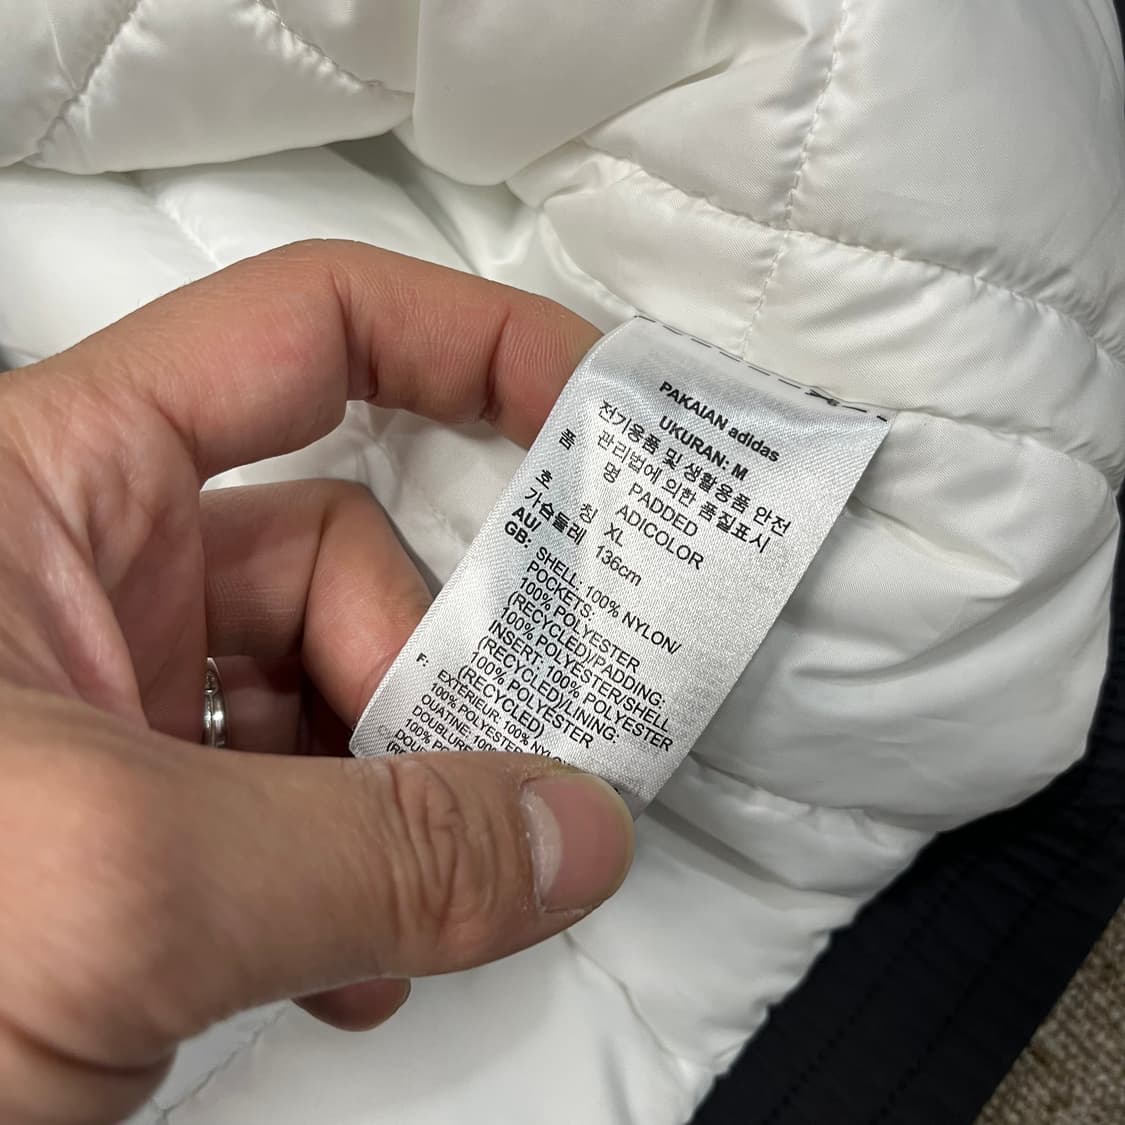 PAKAIAN adidas
UKURAN: M
전기용품 및 생활용품 안전
관리법에 의한 품질표시
품 명 PADDED
ADICOLOR
호 칭 XL
가슴둘레 136cm
AU/
GB: SHELL: 100% NYLON/
POCKETS:
100% POLYESTER
(RECYCLED)/PADDING:
100% POLYESTER/SHELL
INSERT: 100% POLYESTER
(RECYCLED)/LINING:
100% POLYESTER
(RECYCLED)
F: EXTERIEUR: 100%
100% POLYESTER
OUATINE: 100%
DOUBLURE
100%